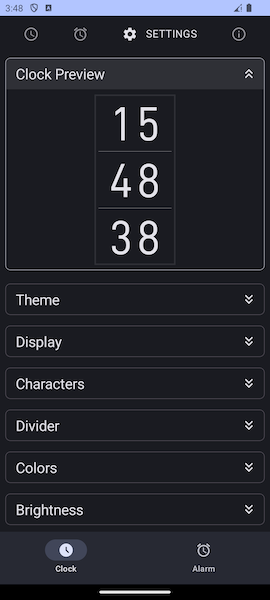 3:48
SETTINGS
Clock Preview
15
48
38
Theme
Display
Characters
Divider
Colors
Brightness
Clock
Alarm